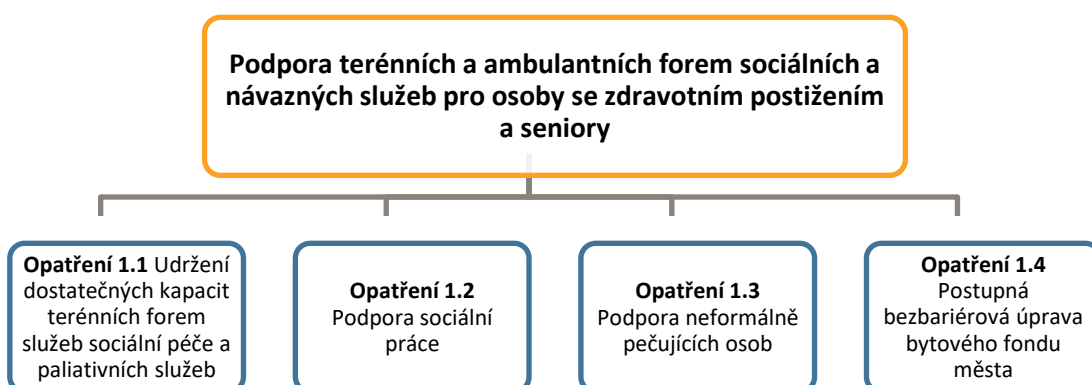 Podpora terénních a ambulantních forem sociálních a
návazných služeb pro osoby se zdravotním postižením
a seniory
Opatření 1.1 Udržení
dostatečných kapacit
terénních forem
služeb sociální péče a
paliativních služeb
Opatření 1.2
Podpora sociální
práce
Opatření 1.3
Podpora neformálně
pečujících osob
Opatření 1.4
Postupná
bezbariérová úprava
bytového fondu
města